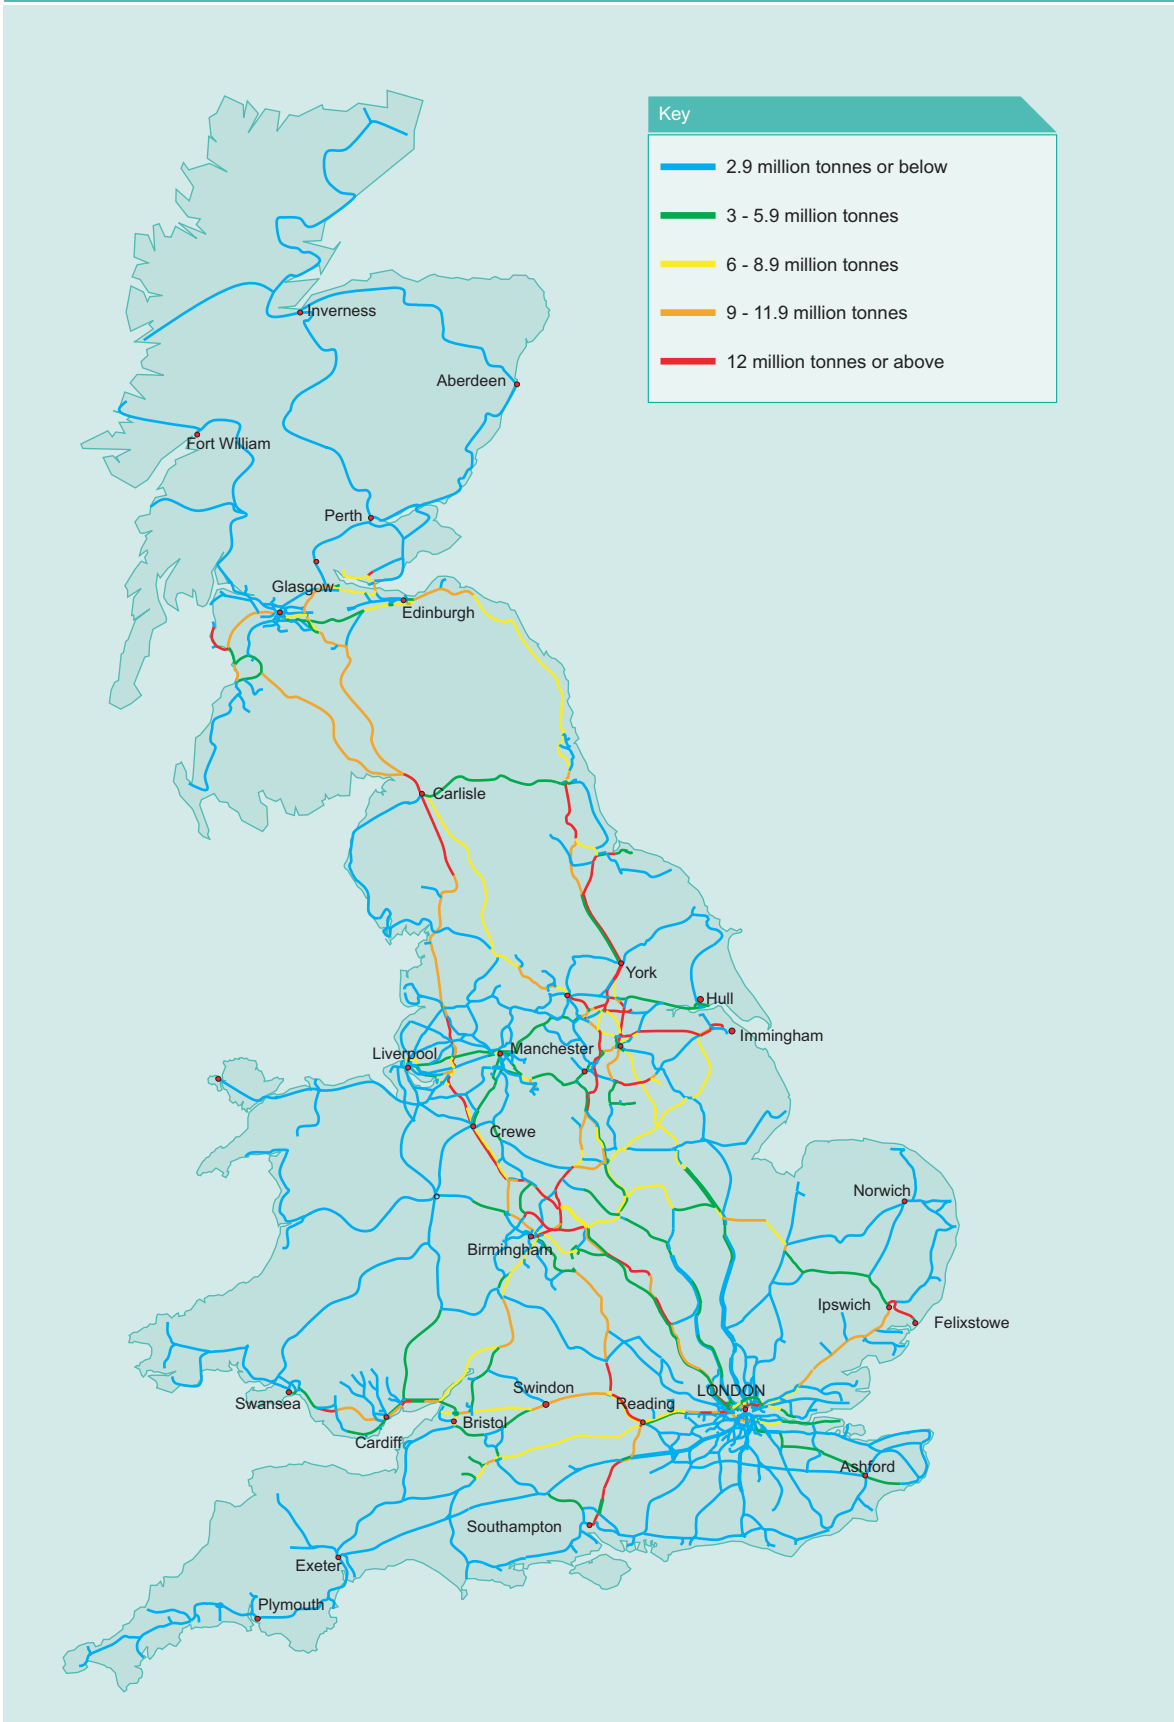 Key
2.9 million tonnes or below
3 - 5.9 million tonnes
6 - 8.9 million tonnes
9 - 11.9 million tonnes
12 million tonnes or above
Inverness
Aberdeen
Fort William
Perth
Glasgow
Edinburgh
Carlisle
York
Hull
Immingham
Manchester
Liverpool
Crewe
Norwich
Birmingham
Ipswich
Felixstowe
Swindon
LONDON
Swansea
Reading
Bristol
Cardiff
Ashford
Southampton
Exeter
Plymouth